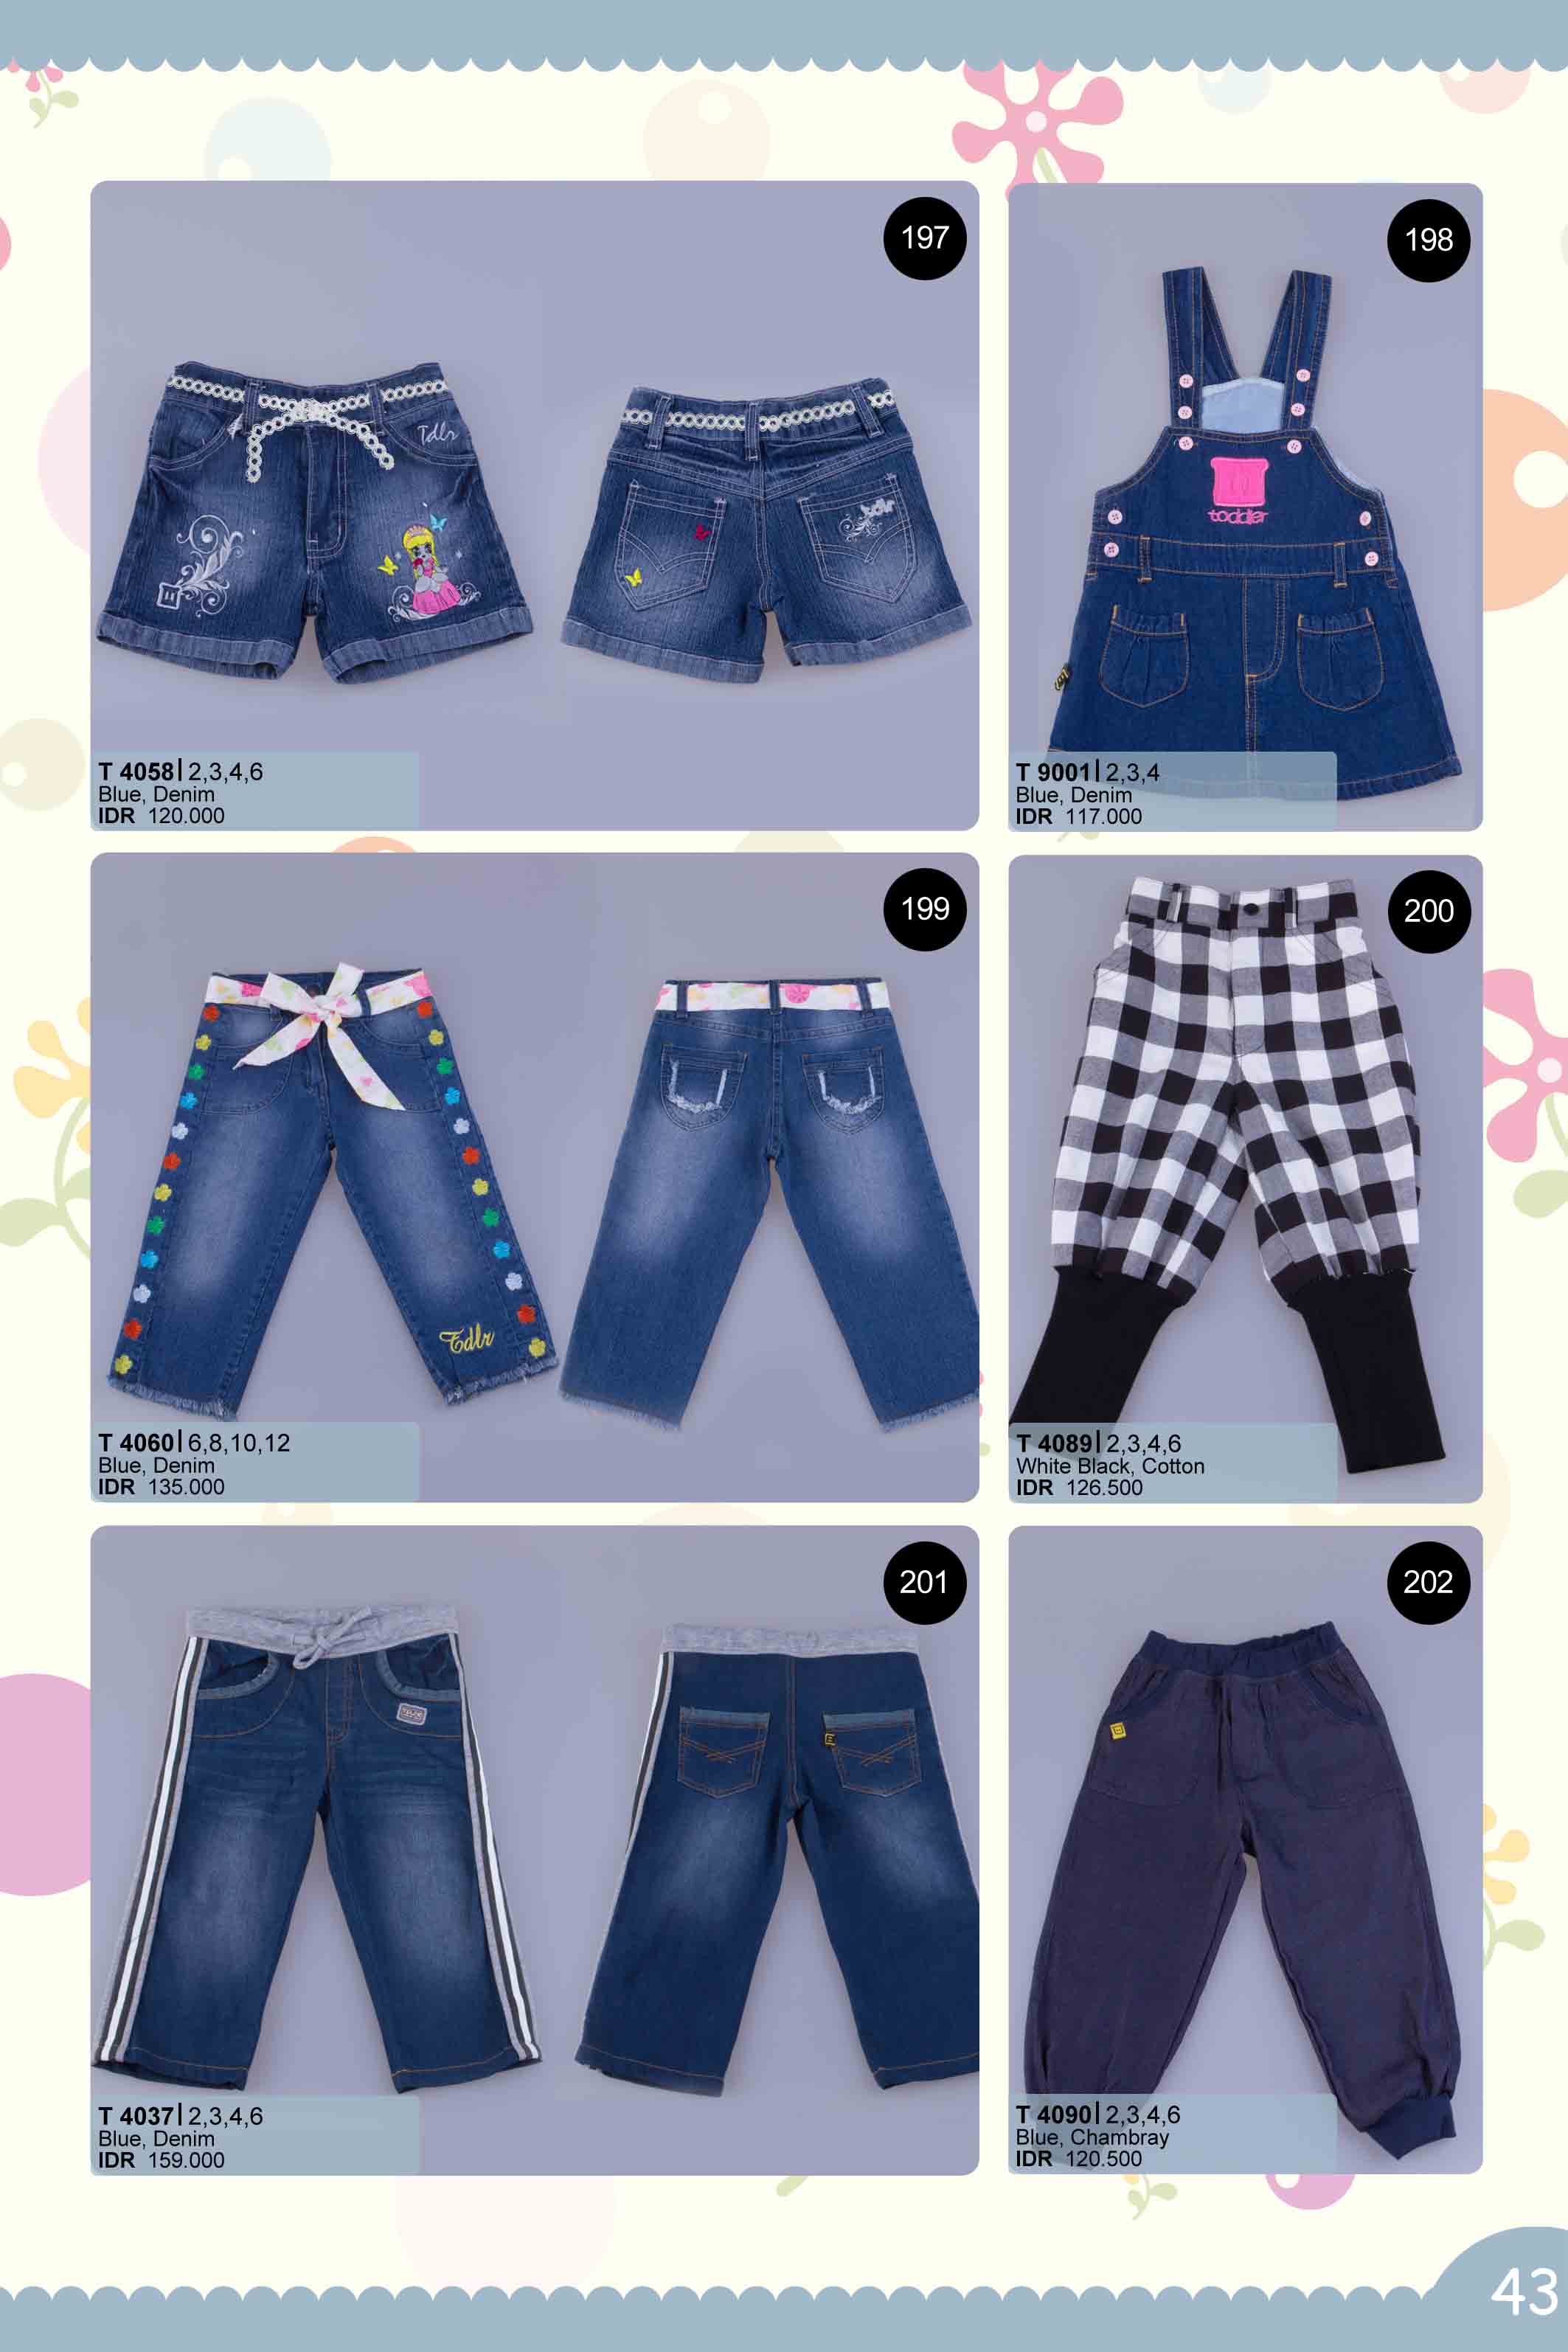 197
Tdlr
tdlr
T 4058| 2,3,4,6
Blue, Denim
IDR 120.000
198
toddler
T 9001| 2,3,4
Blue, Denim
IDR 117.000
199
Tdlr
T 4060| 6,8,10,12
Blue, Denim
IDR 135.000
200
T 4089| 2,3,4,6
White Black, Cotton
IDR 126.500
201
T 4037| 2,3,4,6
Blue, Denim
IDR 159.000
202
T 4090| 2,3,4,6
Blue, Chambray
IDR 120.500
43